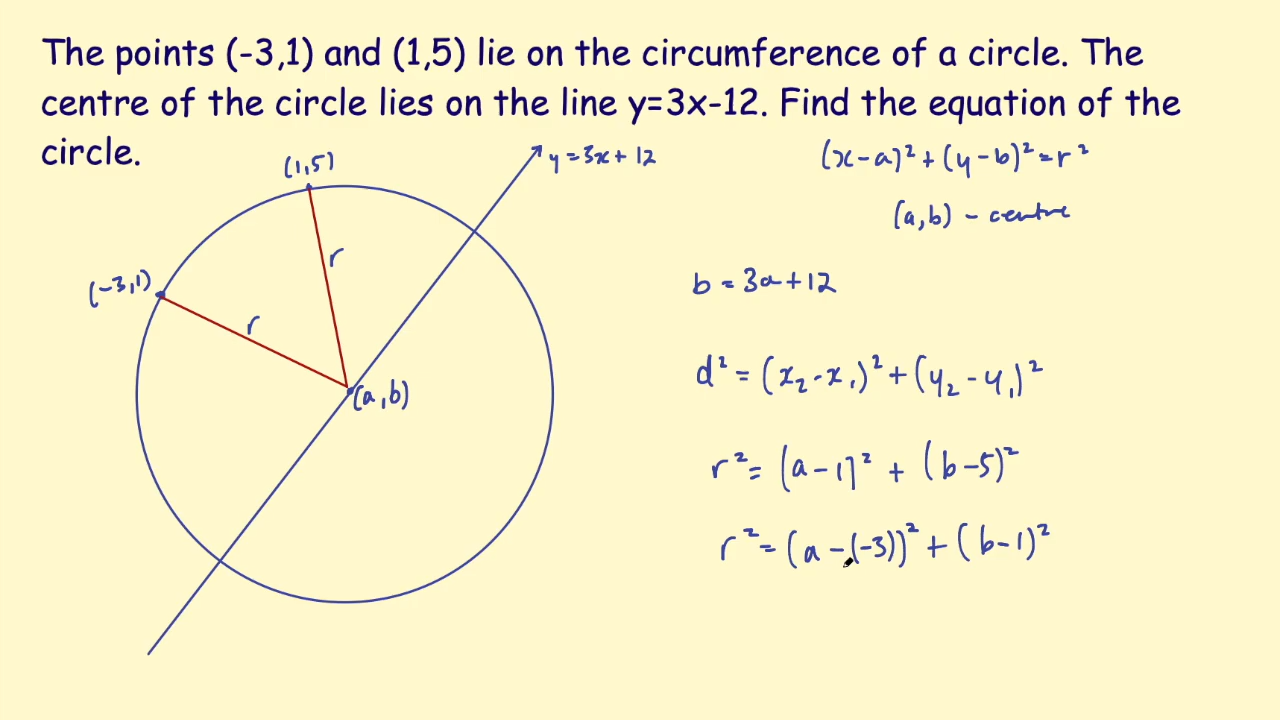 The points (-3,1) and (1,5) lie on the circumference of a circle. The
centre of the circle lies on the line y=3x-12. Find the equation of the
circle.
(1,5)
y = 3x + 12
(x-a)² + (y-b)² = r²
(a,b) - centre
(-3,1)
r
r
(a,b)
b = 3a+12
d² = (x₂-x₁)² + (y₂-y₁)²
r² = (a-1)² + (b-5)²
r² = (a-(-3))² + (b-1)²